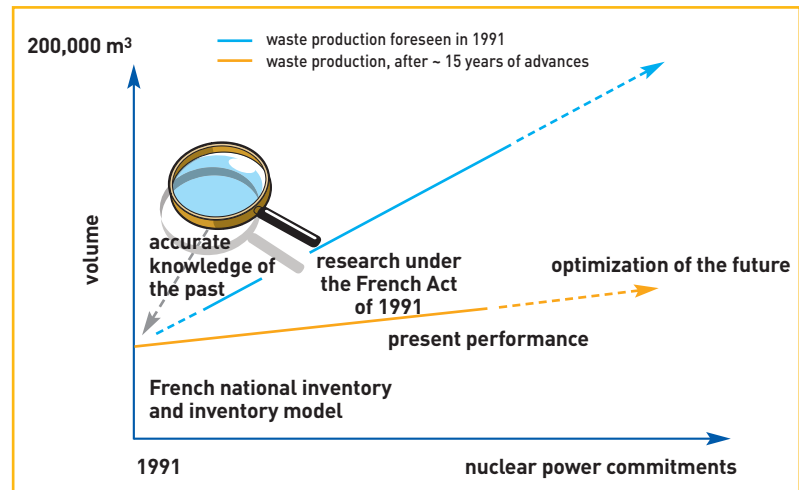 200,000 m³
waste production foreseen in 1991
waste production, after ~ 15 years of advances
volume
accurate
knowledge of
the past
research under
the French Act
of 1991
optimization of the future
present performance
French national inventory
and inventory model
1991
nuclear power commitments